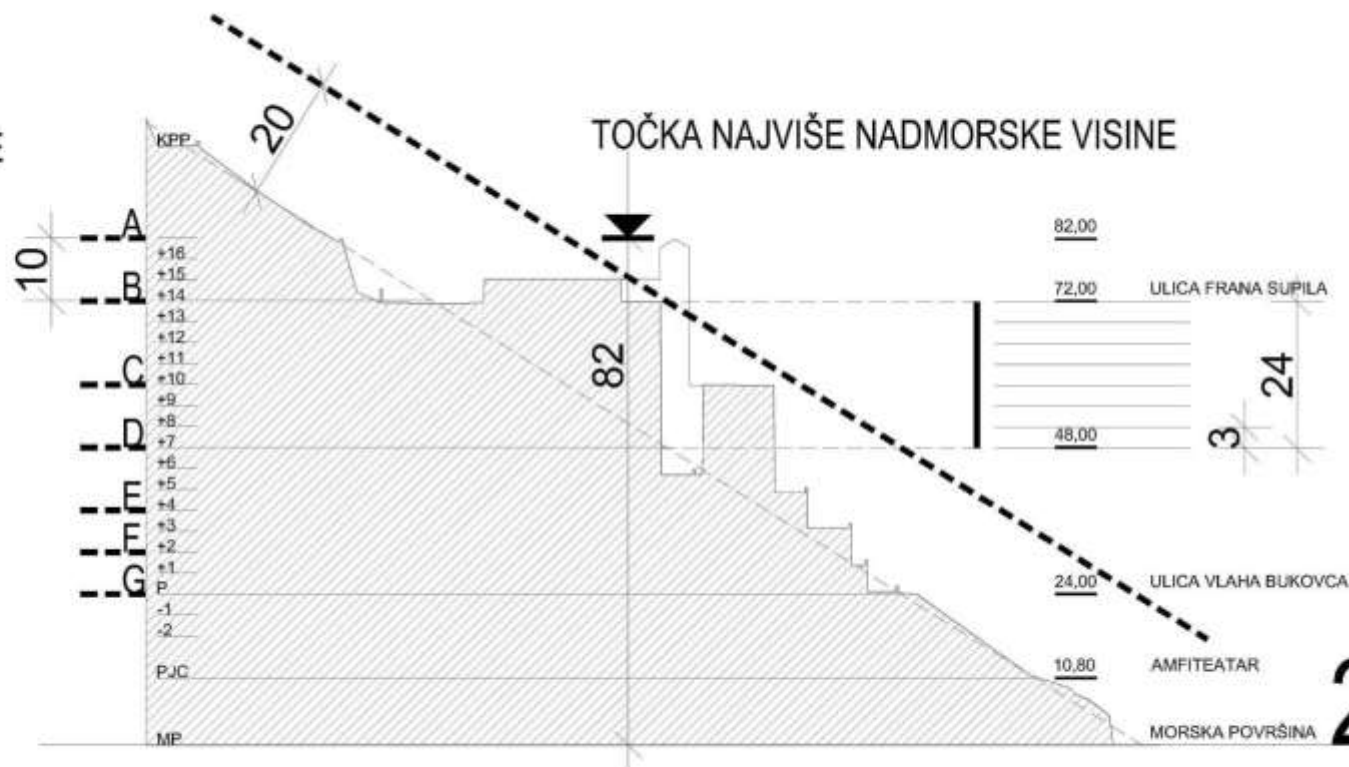 TOČKA NAJVIŠE NADMORSKE VISINE
20
KPP
A
82,00
10
+16
+15
B
+14
72,00 ULICA FRANA SUPILA
+13
+12
+11
82
24
C
+10
+9
+8
D
+7
48,00
3
+6
+5
E
+4
+3
F
+2
+1
G
P
24,00 ULICA VLAHA BUKOVCA
-1
-2
PJC
10,80 AMFITEATAR
MP
MORSKA POVRŠINA